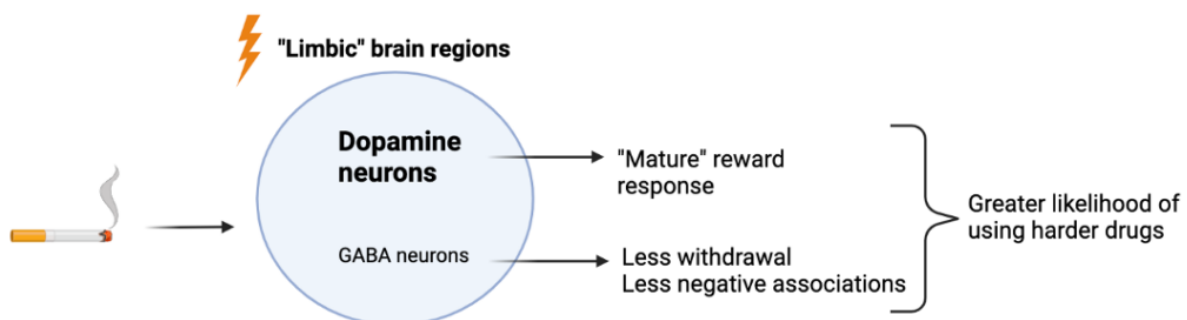 "Limbic" brain regions
Dopamine
neurons
"Mature" reward
response
GABA neurons
Less withdrawal
Less negative associations
Greater likelihood of
using harder drugs